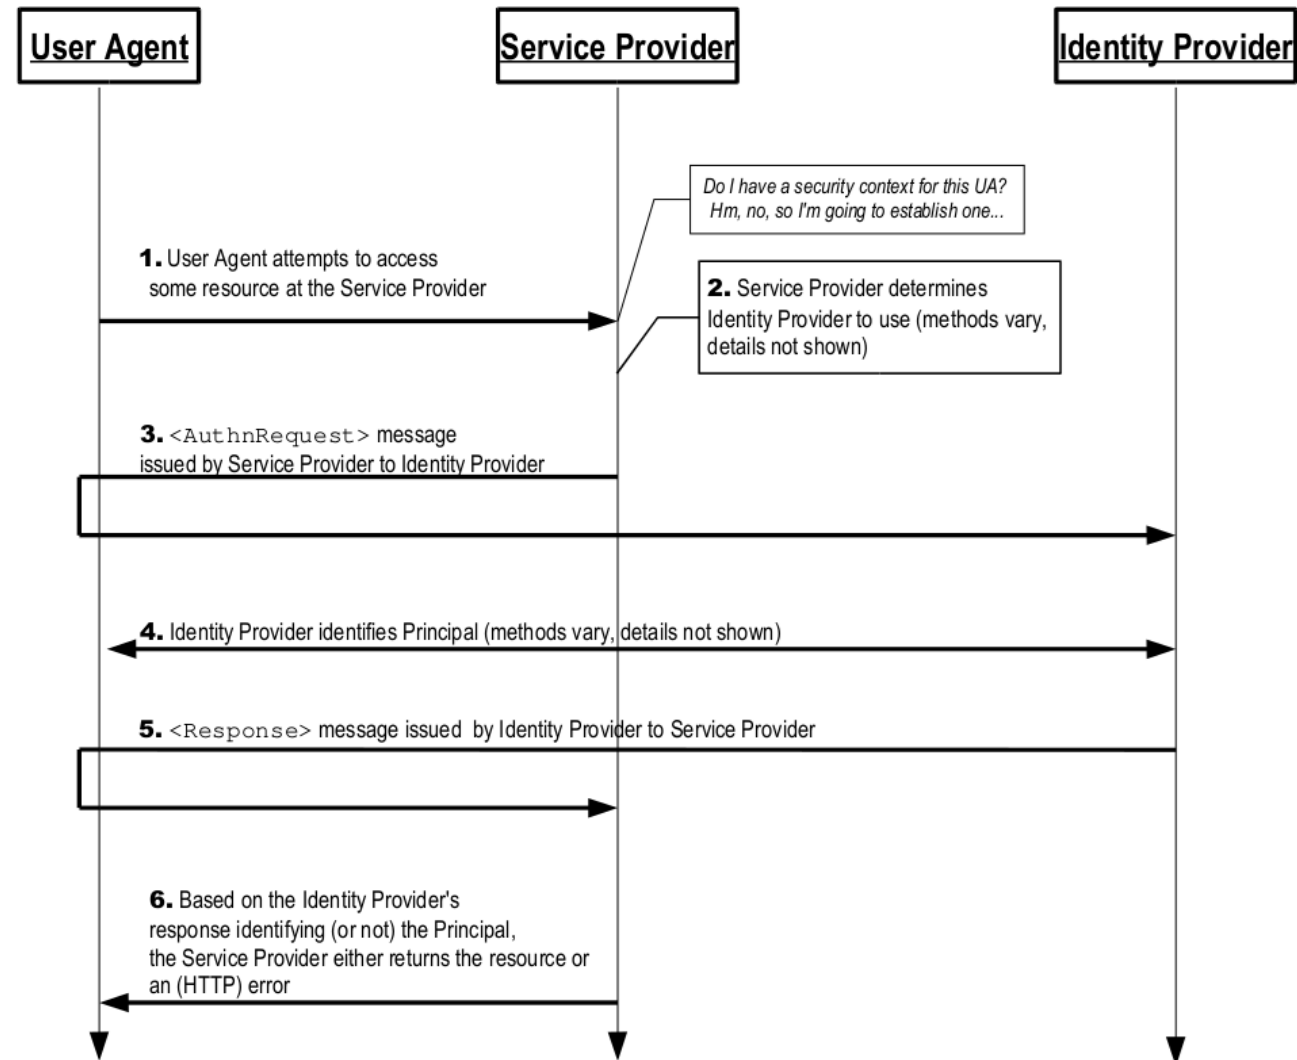 User Agent
Service Provider
Identity Provider
Do I have a security context for this UA?
Hm, no, so I'm going to establish one...
1. User Agent attempts to access
some resource at the Service Provider
2. Service Provider determines
Identity Provider to use (methods vary,
details not shown)
3. <AuthnRequest> message
issued by Service Provider to Identity Provider
4. Identity Provider identifies Principal (methods vary, details not shown)
5. <Response> message issued by Identity Provider to Service Provider
6. Based on the Identity Provider's
response identifying (or not) the Principal,
the Service Provider either returns the resource or
an (HTTP) error